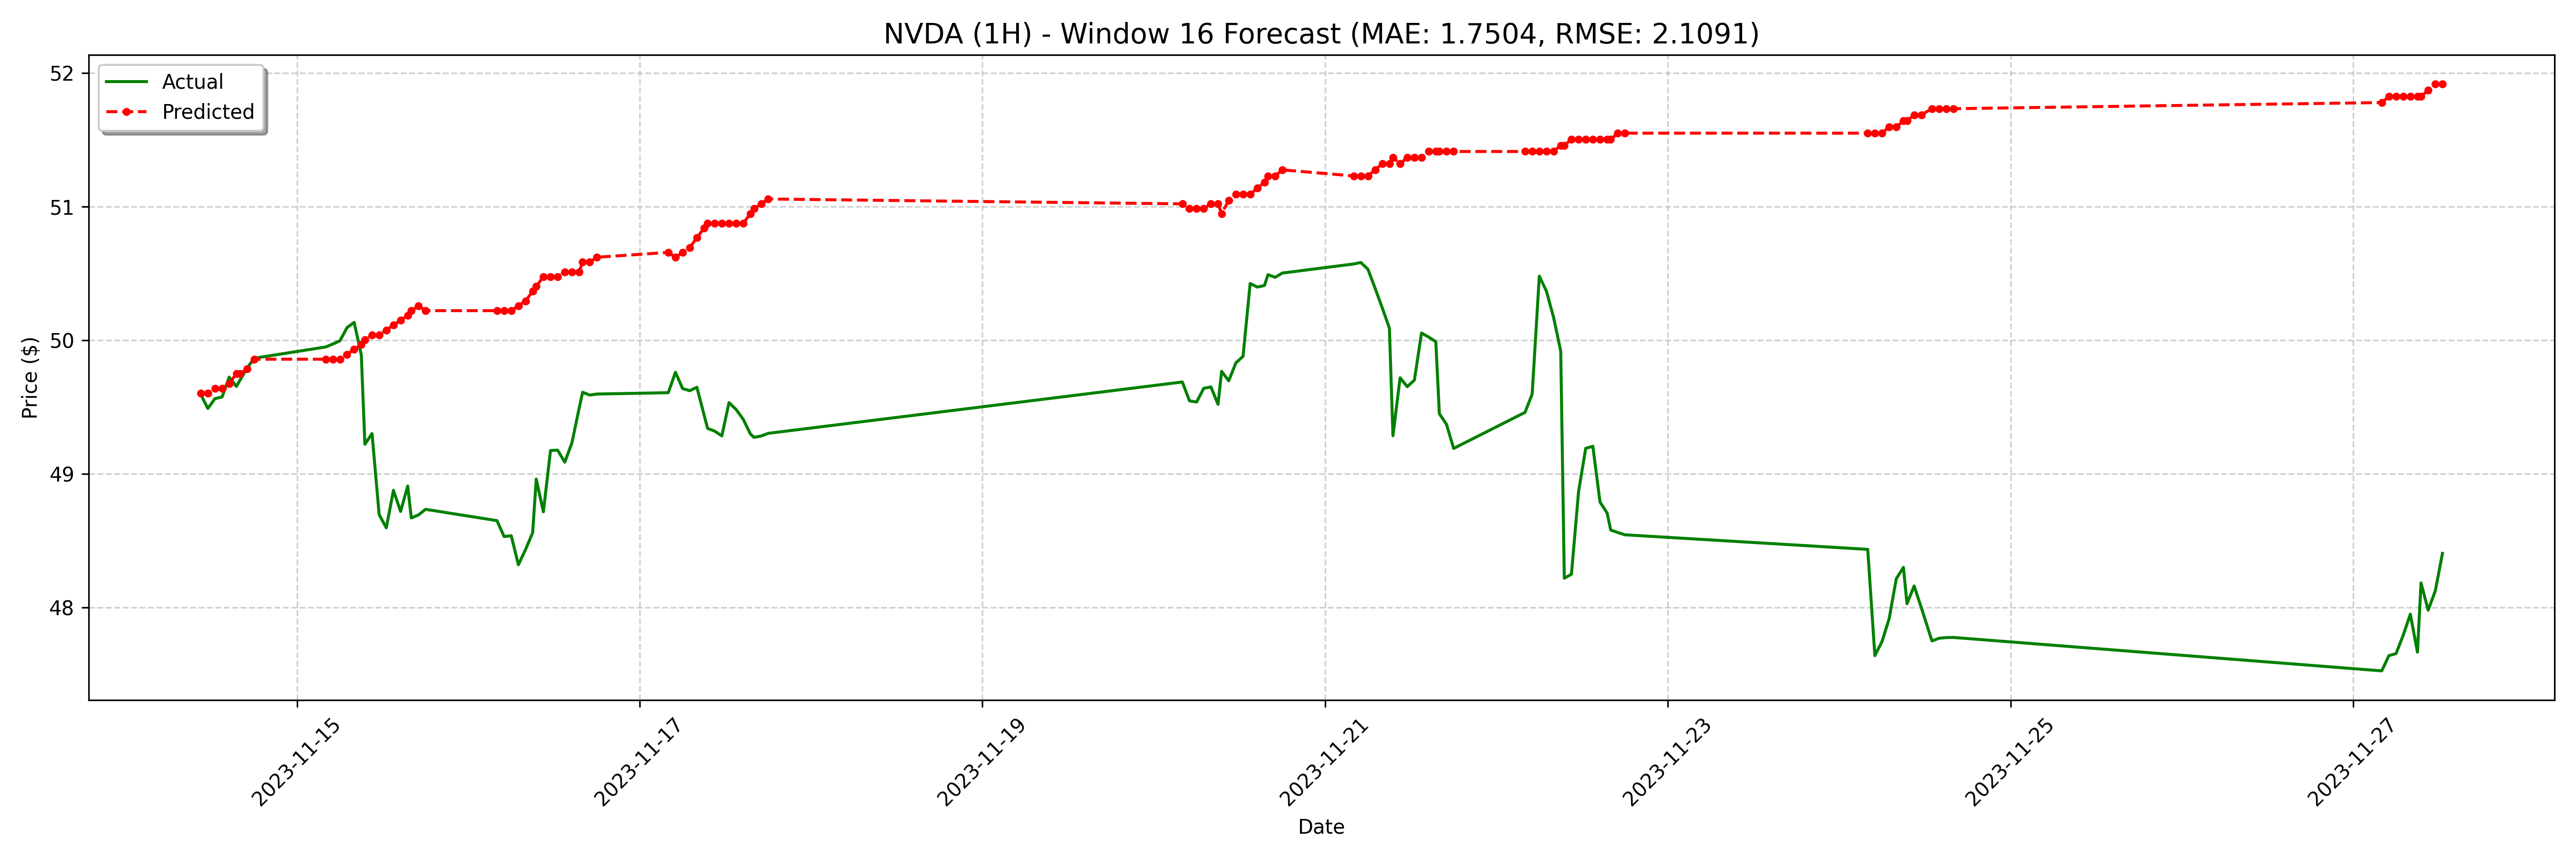 NVDA (1H) - Window 16 Forecast (MAE: 1.7504, RMSE: 2.1091)
Actual
Predicted
Price ($)
52
51
50
49
48
2023-11-15
2023-11-17
2023-11-19
2023-11-21
2023-11-23
2023-11-25
2023-11-27
Date